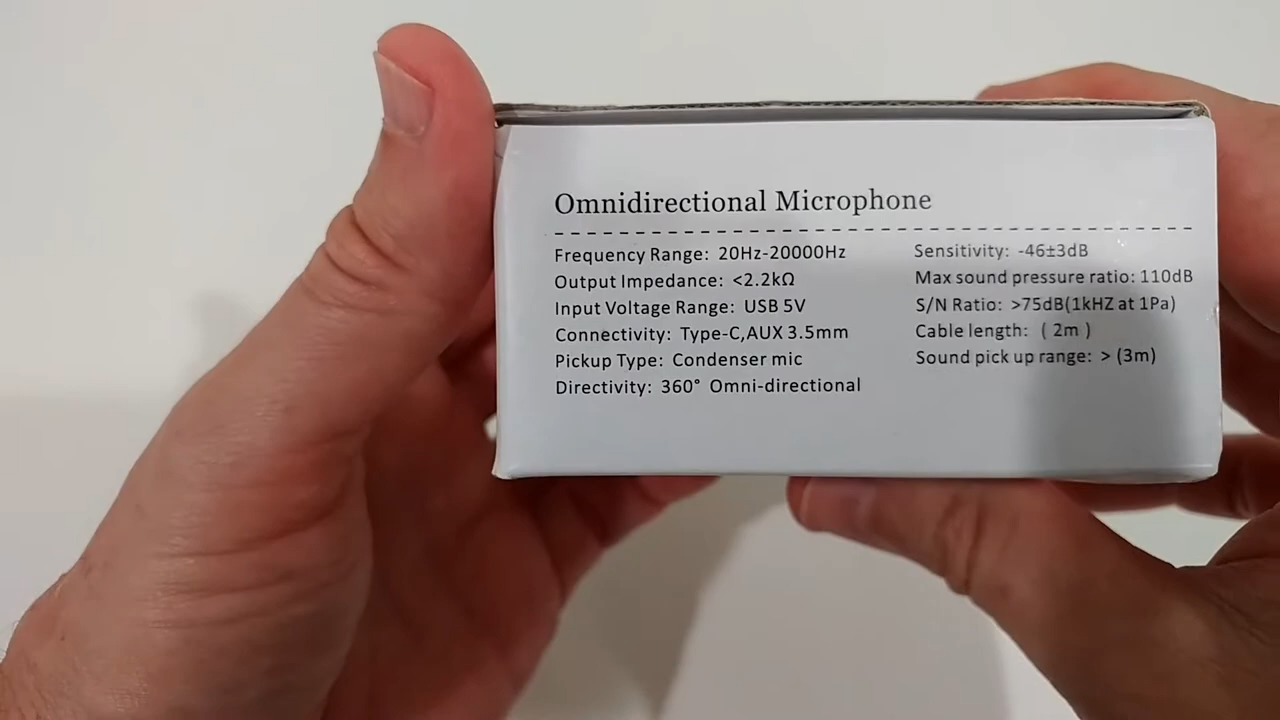 Omnidirectional Microphone
Frequency Range: 20Hz-20000Hz
Output Impedance: <2.2kΩ
Input Voltage Range: USB 5V
Connectivity: Type-C,AUX 3.5mm
Pickup Type: Condenser mic
Directivity: 360° Omni-directional
Sensitivity: -46±3dB
Max sound pressure ratio: 110dB
S/N Ratio: >75dB(1kHZ at 1Pa)
Cable length: ( 2m )
Sound pick up range: > (3m)